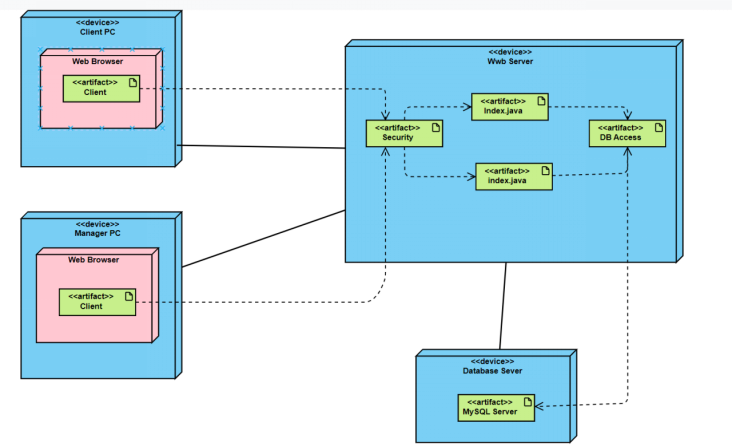 <<device>>
Client PC
Web Browser
<<artifact>>
Client
<<device>>
Wwb Server
<<artifact>>
Security
<<artifact>>
Index.java
<<artifact>>
index.java
<<artifact>>
DB Access
<<device>>
Manager PC
Web Browser
<<artifact>>
Client
<<device>>
Database Sever
<<artifact>>
MySQL Server